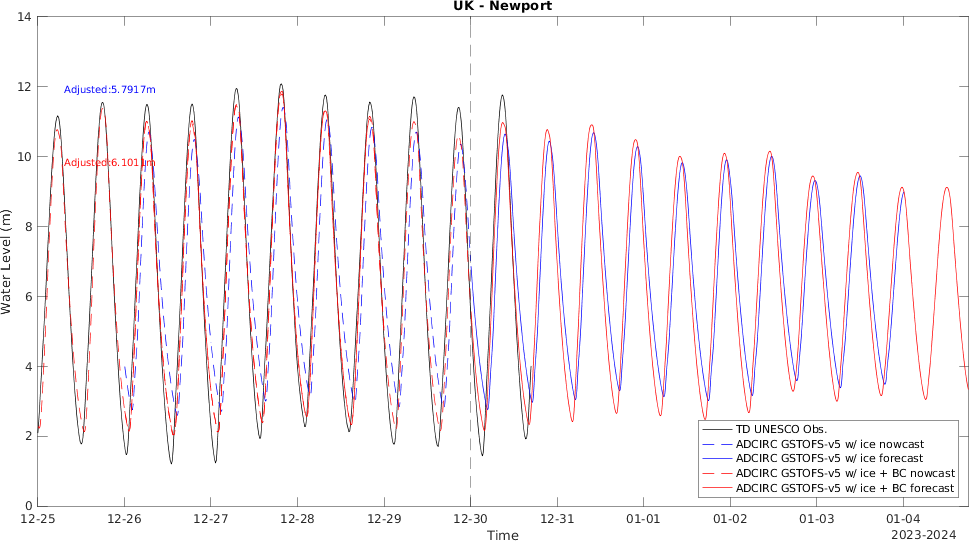 UK - Newport
14
12
10
8
6
4
2
0
Water Level (m)
Adjusted:5.7917m
Adjusted:6.1011m
TD UNESCO Obs.
ADCIRC GSTOFS-v5 w/ ice nowcast
ADCIRC GSTOFS-v5 w/ ice forecast
ADCIRC GSTOFS-v5 w/ ice + BC nowcast
ADCIRC GSTOFS-v5 w/ ice + BC forecast
12-25 12-26 12-27 12-28 12-29 12-30 12-31 01-01 01-02 01-03 01-04
Time
2023-2024